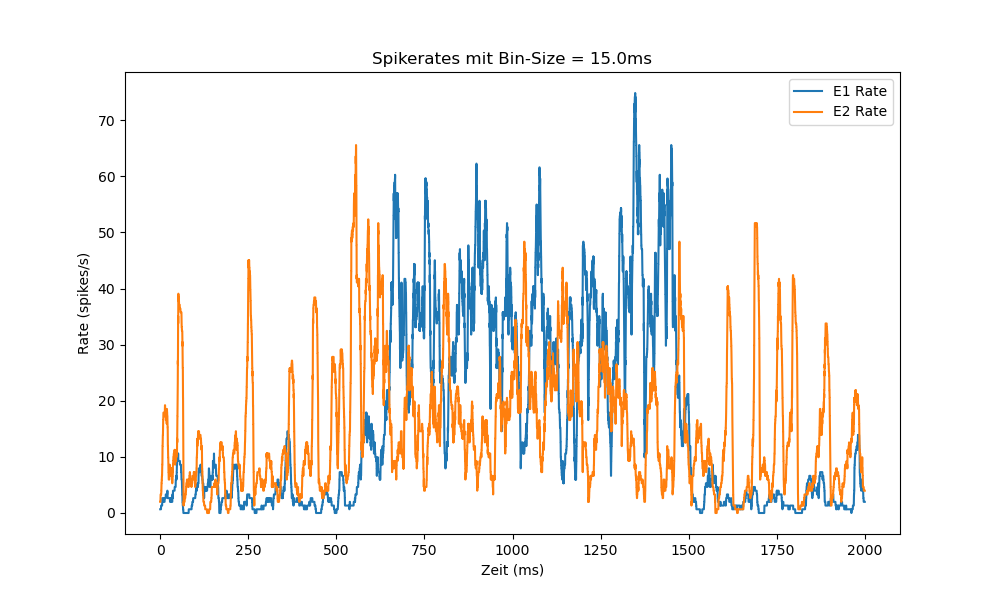 Spikerates mit Bin-Size = 15.0ms
E1 Rate
E2 Rate
Rate (spikes/s)
70
60
50
40
30
20
10
0
0 250 500 750 1000 1250 1500 1750 2000
Zeit (ms)